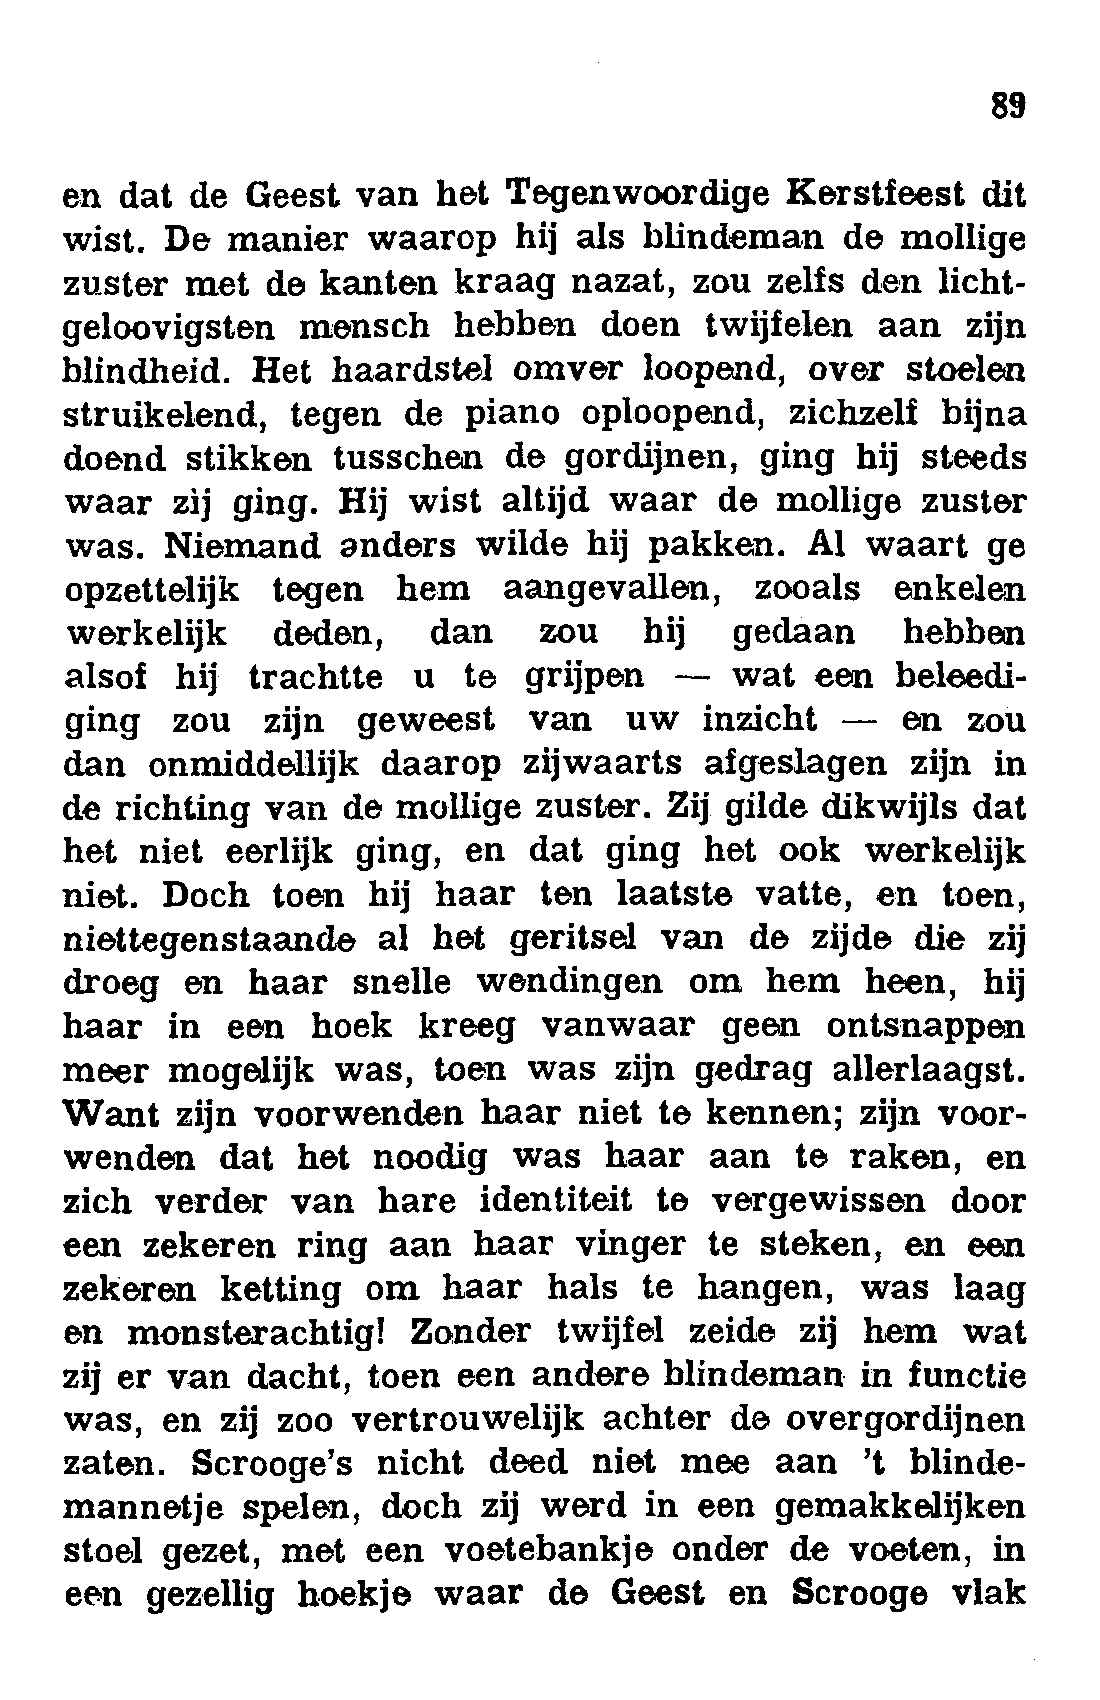 89
en dat de Geest van het Tegenwoordige Kerstfeest dit
wist. De manier waarop hij als blindeman de mollige
zuster met de kanten kraag nazat, zou zelfs den licht-
geloovigsten mensch hebben doen twijfelen aan zijn
blindheid. Het haardstel omver loopend, over stoelen
struikelend, tegen de piano oploopend, zichzelf bijna
doend stikken tusschen de gordijnen, ging hij steeds
waar zij ging. Hij wist altijd waar de mollige zuster
was. Niemand anders wilde hij pakken. Al waart ge
opzettelijk tegen hem aangevallen, zooals enkelen
werkelijk deden, dan zou hij gedaan hebben
alsof hij trachtte u te grijpen — wat een beleedi-
ging zou zijn geweest van uw inzicht — en zou
dan onmiddellijk daarop zijwaarts afgeslagen zijn in
de richting van de mollige zuster. Zij gilde dikwijls dat
het niet eerlijk ging, en dat ging het ook werkelijk
niet. Doch toen hij haar ten laatste vatte, en toen,
niettegenstaande al het geritsel van de zijde die zij
droeg en haar snelle wendingen om hem heen, hij
haar in een hoek kreeg vanwaar geen ontsnappen
meer mogelijk was, toen was zijn gedrag allerlaagst.
Want zijn voorwenden haar niet te kennen; zijn voor-
wenden dat het noodig was haar aan te raken, en
zich verder van hare identiteit te vergewissen door
een zekeren ring aan haar vinger te steken, en een
zekeren ketting om haar hals te hangen, was laag
en monsterachtig! Zonder twijfel zeide zij hem wat
zij er van dacht, toen een andere blindeman in functie
was, en zij zoo vertrouwelijk achter de overgordijnen
zaten. Scrooge's nicht deed niet mee aan 't blinde-
mannetje spelen, doch zij werd in een gemakkelijken
stoel gezet, met een voetebankje onder de voeten, in
een gezellig hoekje waar de Geest en Scrooge vlak